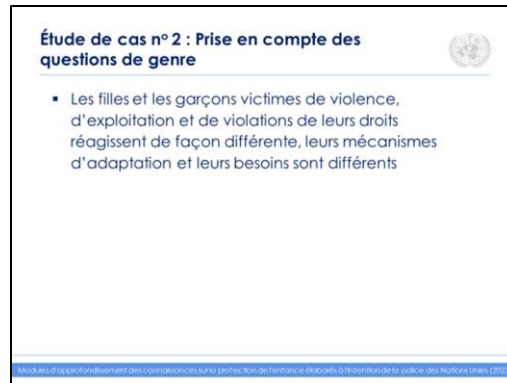 Étude de cas nº 2 : Prise en compte des
questions de genre
▪ Les filles et les garçons victimes de violence,
d’exploitation et de violations de leurs droits
réagissent de façon différente, leurs mécanismes
d’adaptation et leurs besoins sont différents
Modules d’approfondissement des connaissances sur la protection de l’enfance élaborés à l’intention de la police des Nations Unies